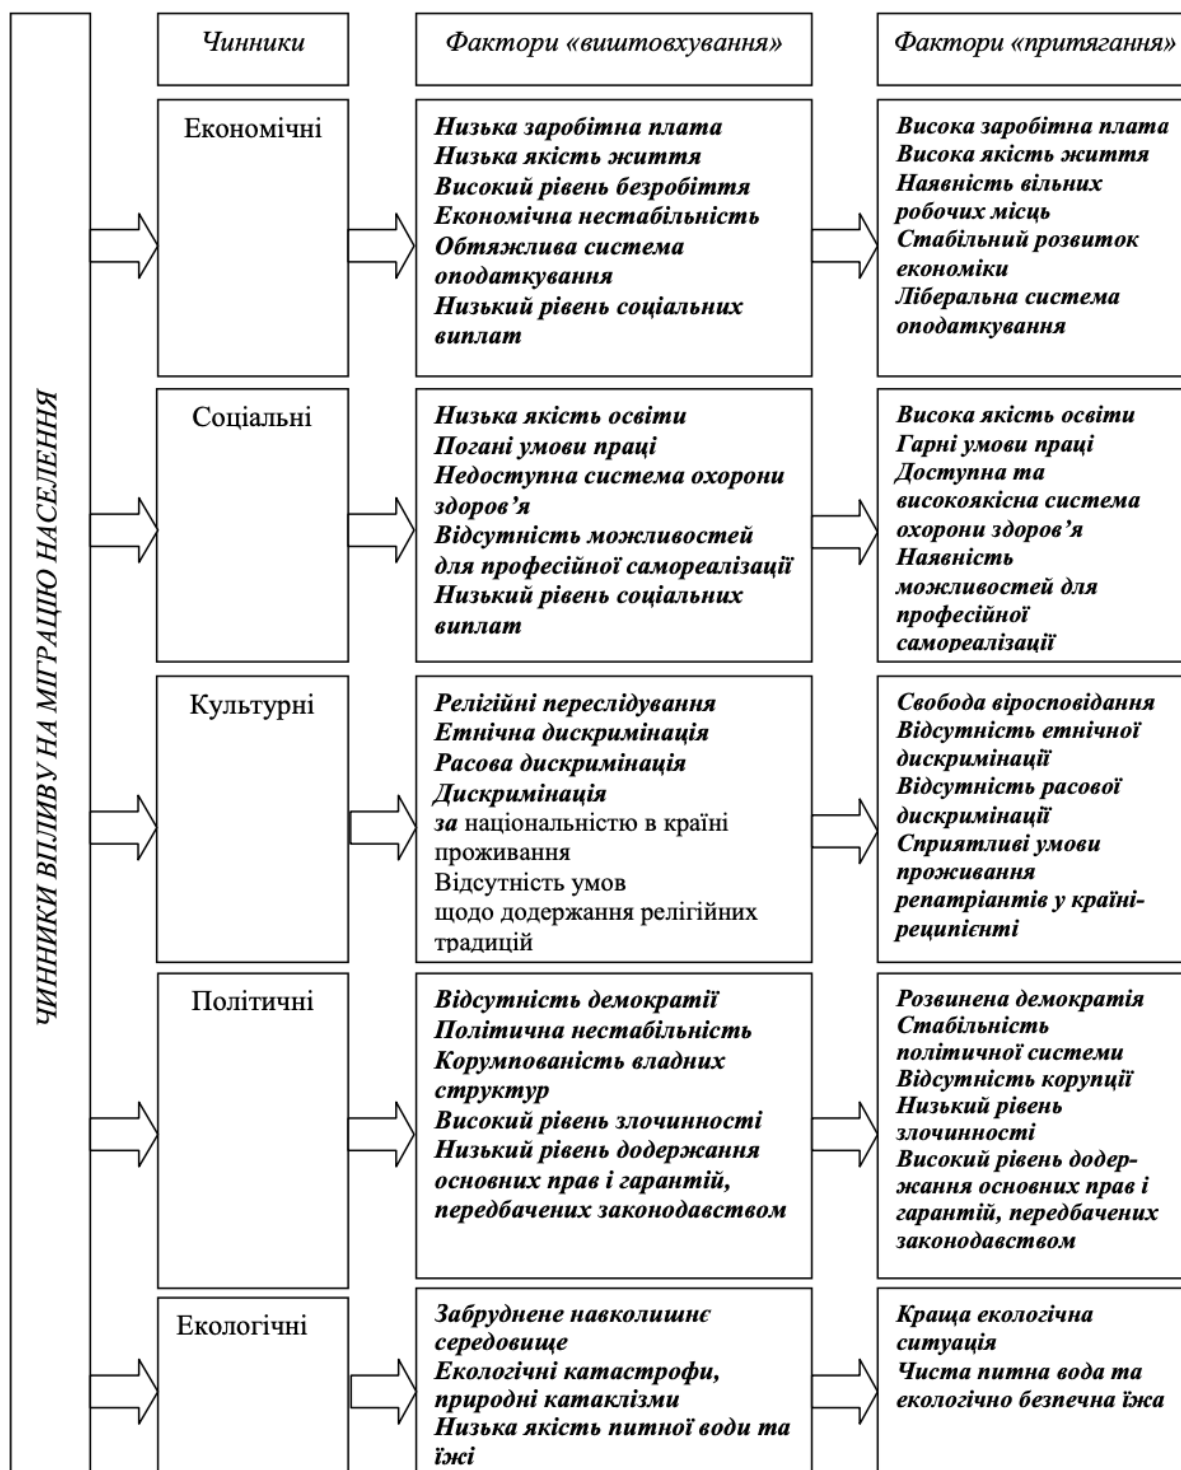 ЧИННИКИ ВПЛИВУ НА МІГРАЦІЮ НАСЕЛЕННЯ
Чинники
Фактори «виштовхування»
Фактори «притягання»
Економічні
Низька заробітна плата
Низька якість життя
Високий рівень безробіття
Економічна нестабільність
Обтяжлива система
оподаткування
Низький рівень соціальних
виплат
Висока заробітна плата
Висока якість життя
Наявність вільних
робочих місць
Стабільний розвиток
економіки
Ліберальна система
оподаткування
Соціальні
Низька якість освіти
Погані умови праці
Недоступна система охорони
здоров’я
Відсутність можливостей
для професійної самореалізації
Низький рівень соціальних
виплат
Висока якість освіти
Гарні умови праці
Доступна та
високоякісна система
охорони здоров’я
Наявність
можливостей для
професійної
самореалізації
Культурні
Релігійні переслідування
Етнічна дискримінація
Расова дискримінація
Дискримінація
за національністю в країні
проживання
Відсутність умов
щодо додержання релігійних
традицій
Свобода віросповідання
Відсутність етнічної
дискримінації
Відсутність расової
дискримінації
Сприятливі умови
проживання
репатріантів у країні-
реципієнті
Політичні
Відсутність демократії
Політична нестабільність
Корумпованість владних
структур
Високий рівень злочинності
Низький рівень додержання
основних прав і гарантій,
передбачених законодавством
Розвинена демократія
Стабільність
політичної системи
Відсутність корупції
Низький рівень
злочинності
Високий рівень додер-
жання основних прав і
гарантій, передбачених
законодавством
Екологічні
Забруднене навколишнє
середовище
Екологічні катастрофи,
природні катаклізми
Низька якість питної води та
їжі
Краща екологічна
ситуація
Чиста питна вода та
екологічно безпечна їжа